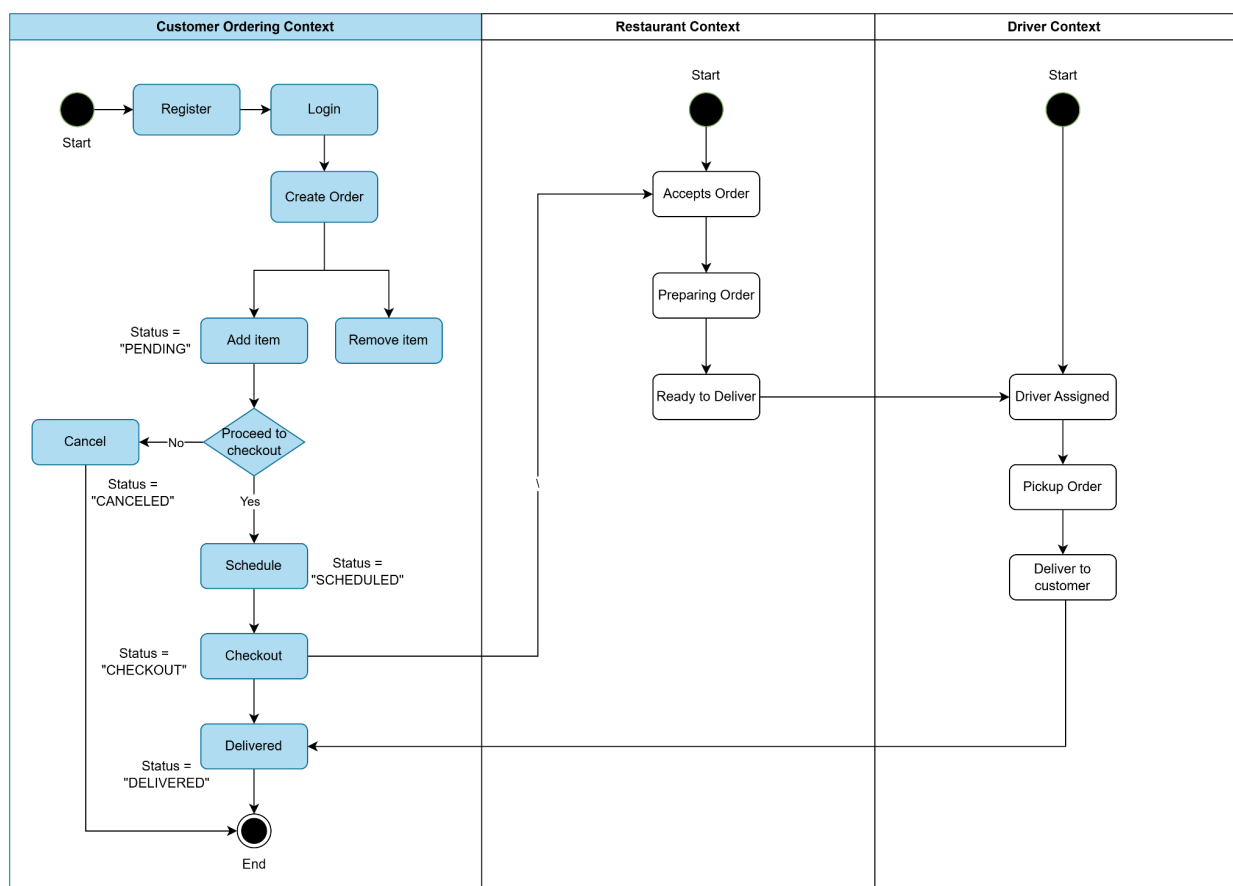 Customer Ordering Context
Restaurant Context
Driver Context
Start
Register
Login
Create Order
Status =
"PENDING"
Add item
Remove item
Proceed to
checkout
No
Cancel
Status =
"CANCELED"
Yes
Schedule
Status =
"SCHEDULED"
Status =
"CHECKOUT"
Checkout
Delivered
Status =
"DELIVERED"
End
\
Start
Accepts Order
Preparing Order
Ready to Deliver
Start
Driver Assigned
Pickup Order
Deliver to
customer